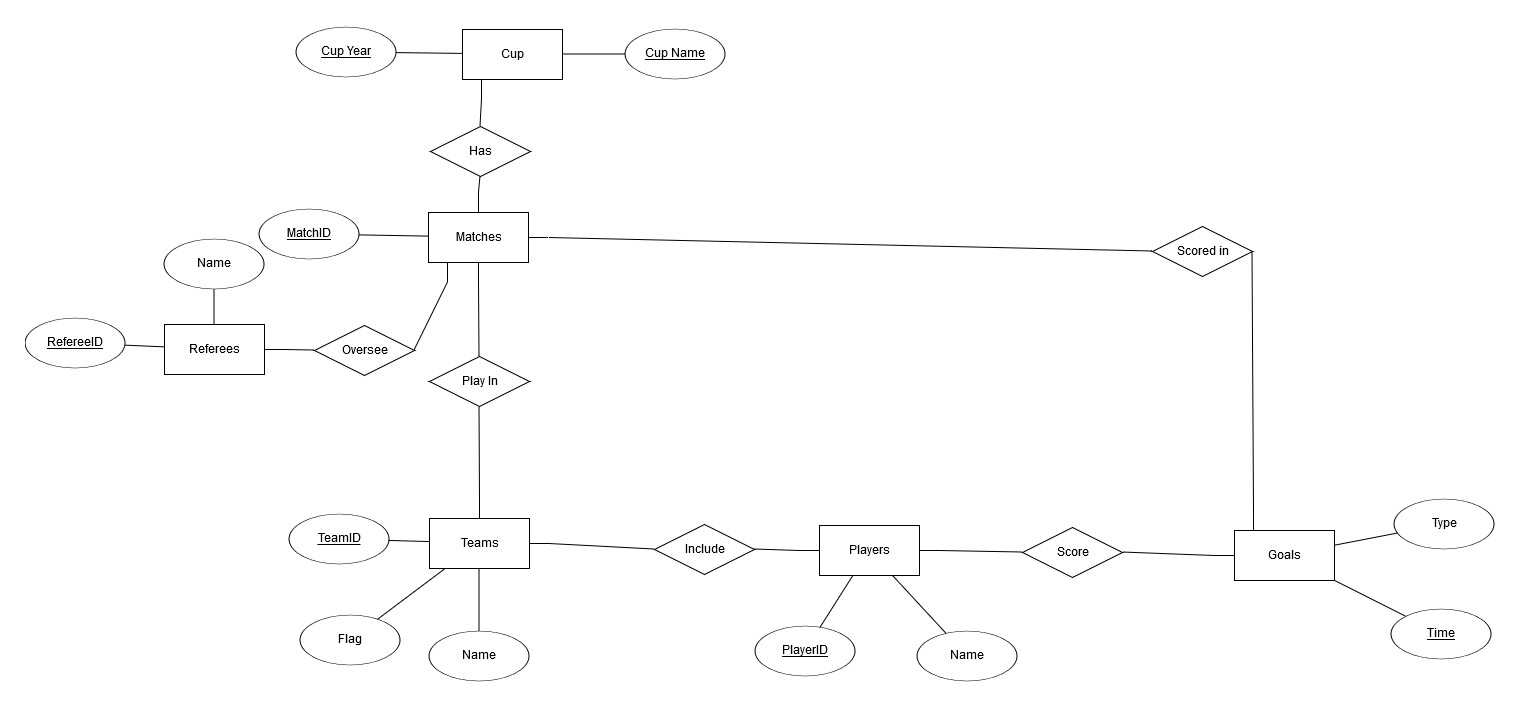 Cup Year
Cup
Cup Name
Has
MatchID
Matches
Scored in
Name
RefereeID
Referees
Oversee
Play In
TeamID
Teams
Include
Players
Score
Goals
Type
Flag
Name
PlayerID
Name
Time